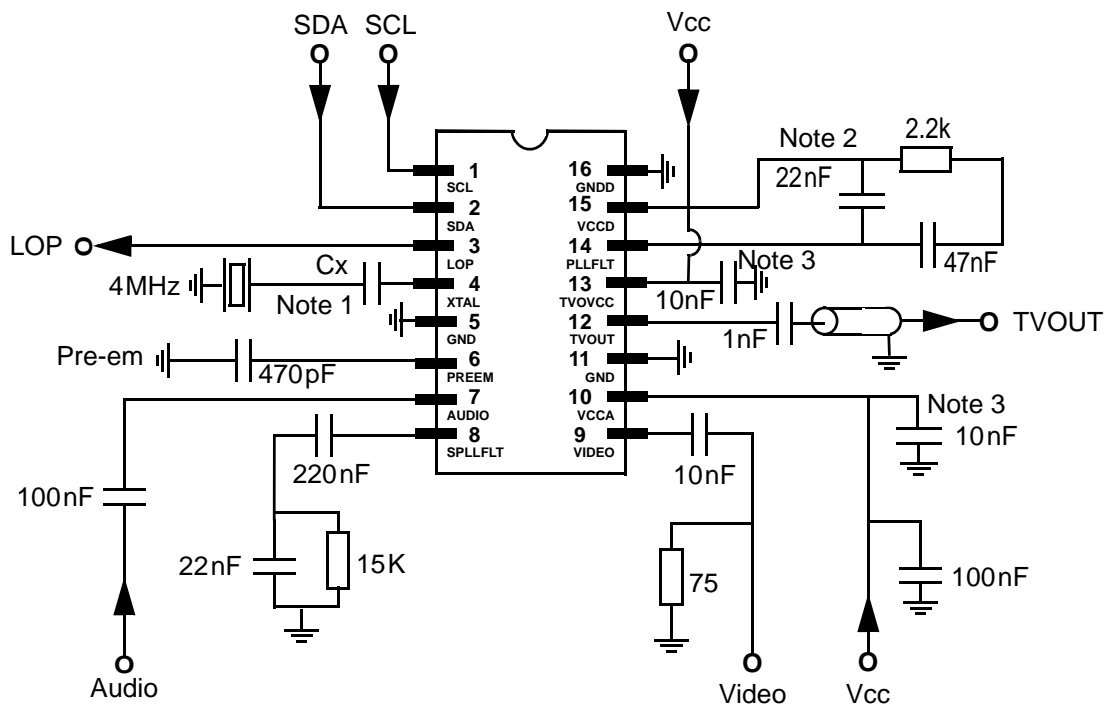 SDA SCL
Vcc
Note 2
2.2k
22nF
47nF
1
SCL
2
SDA
3
LOP
4
XTAL
5
GND
6
PREEM
7
AUDIO
8
SPLLFLT
16
GNDD
15
VCCD
14
PLLFLT
13
TVOVCC
12
TVOUT
11
GND
10
VCCA
9
VIDEO
LOP
4MHz
Cx
Note 1
Pre-em
470pF
220nF
100nF
22nF
15K
Audio
Note 3
10nF
1nF
TVOUT
Note 3
10nF
10nF
75
100nF
Video
Vcc